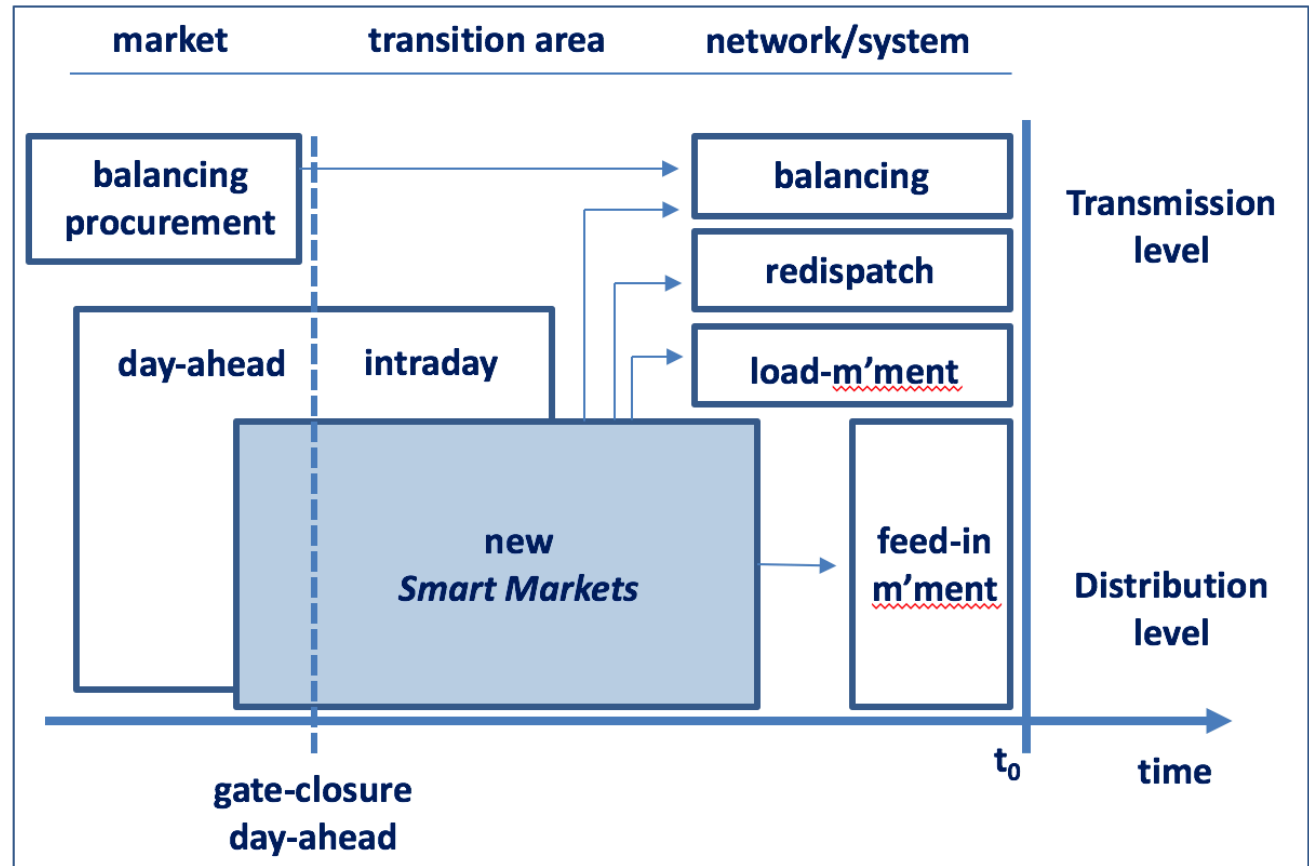 market transition area network/system
balancing
procurement
balancing
Transmission
level
redispatch
day-ahead intraday
load-m’ment
new
Smart Markets
feed-in
m’ment
Distribution
level
t₀
time
gate-closure
day-ahead